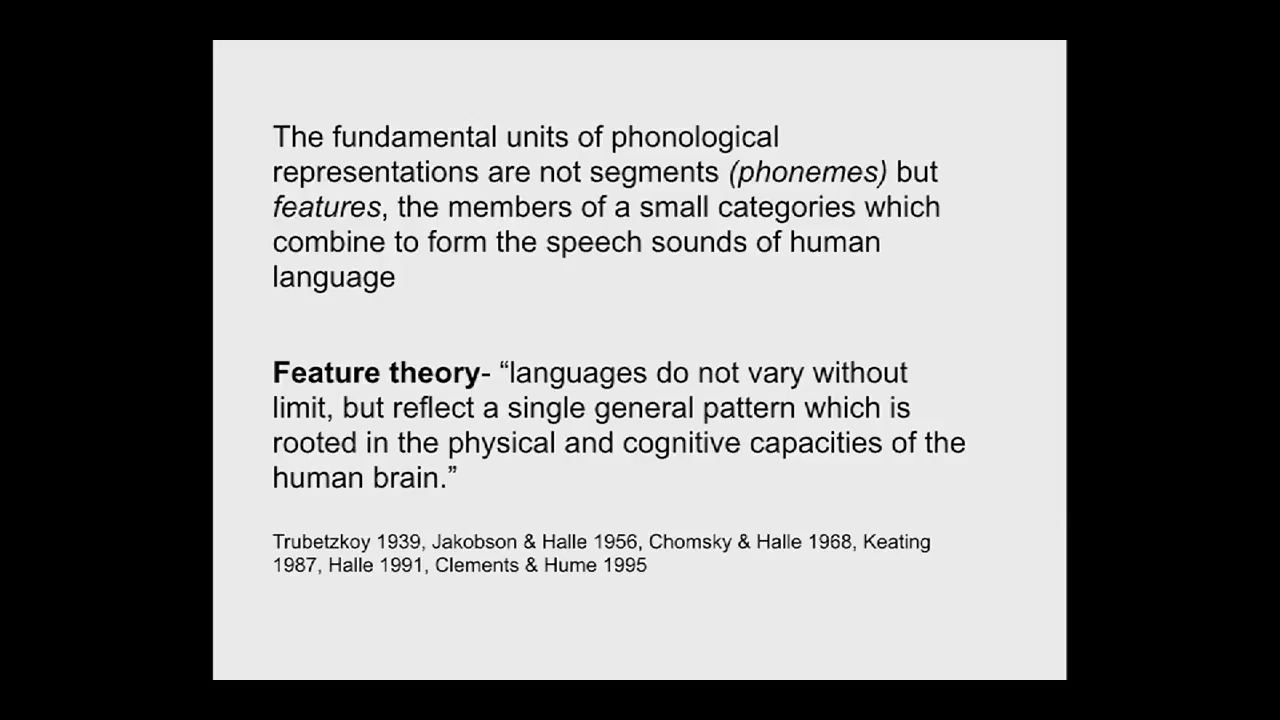 The fundamental units of phonological
representations are not segments (phonemes) but
features, the members of a small categories which
combine to form the speech sounds of human
language
Feature theory- “languages do not vary without
limit, but reflect a single general pattern which is
rooted in the physical and cognitive capacities of the
human brain.”
Trubetzkoy 1939, Jakobson & Halle 1956, Chomsky & Halle 1968, Keating
1987, Halle 1991, Clements & Hume 1995